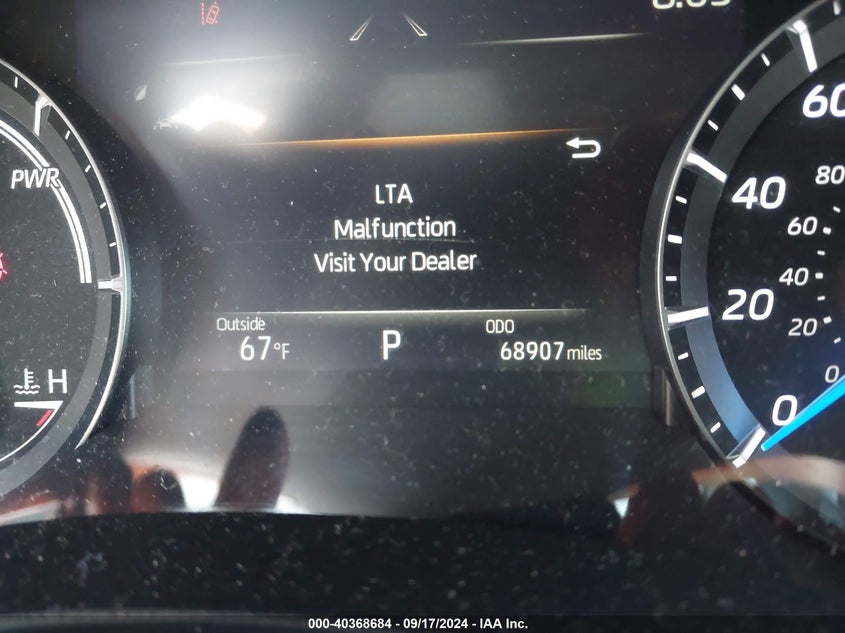 PWR
LTA
Malfunction
Visit Your Dealer
Outside
67°F
P
ODO
68907 miles
H
60
40
20
0
80
60
40
20
0
000-40368684 - 09/17/2024 - IAA Inc.